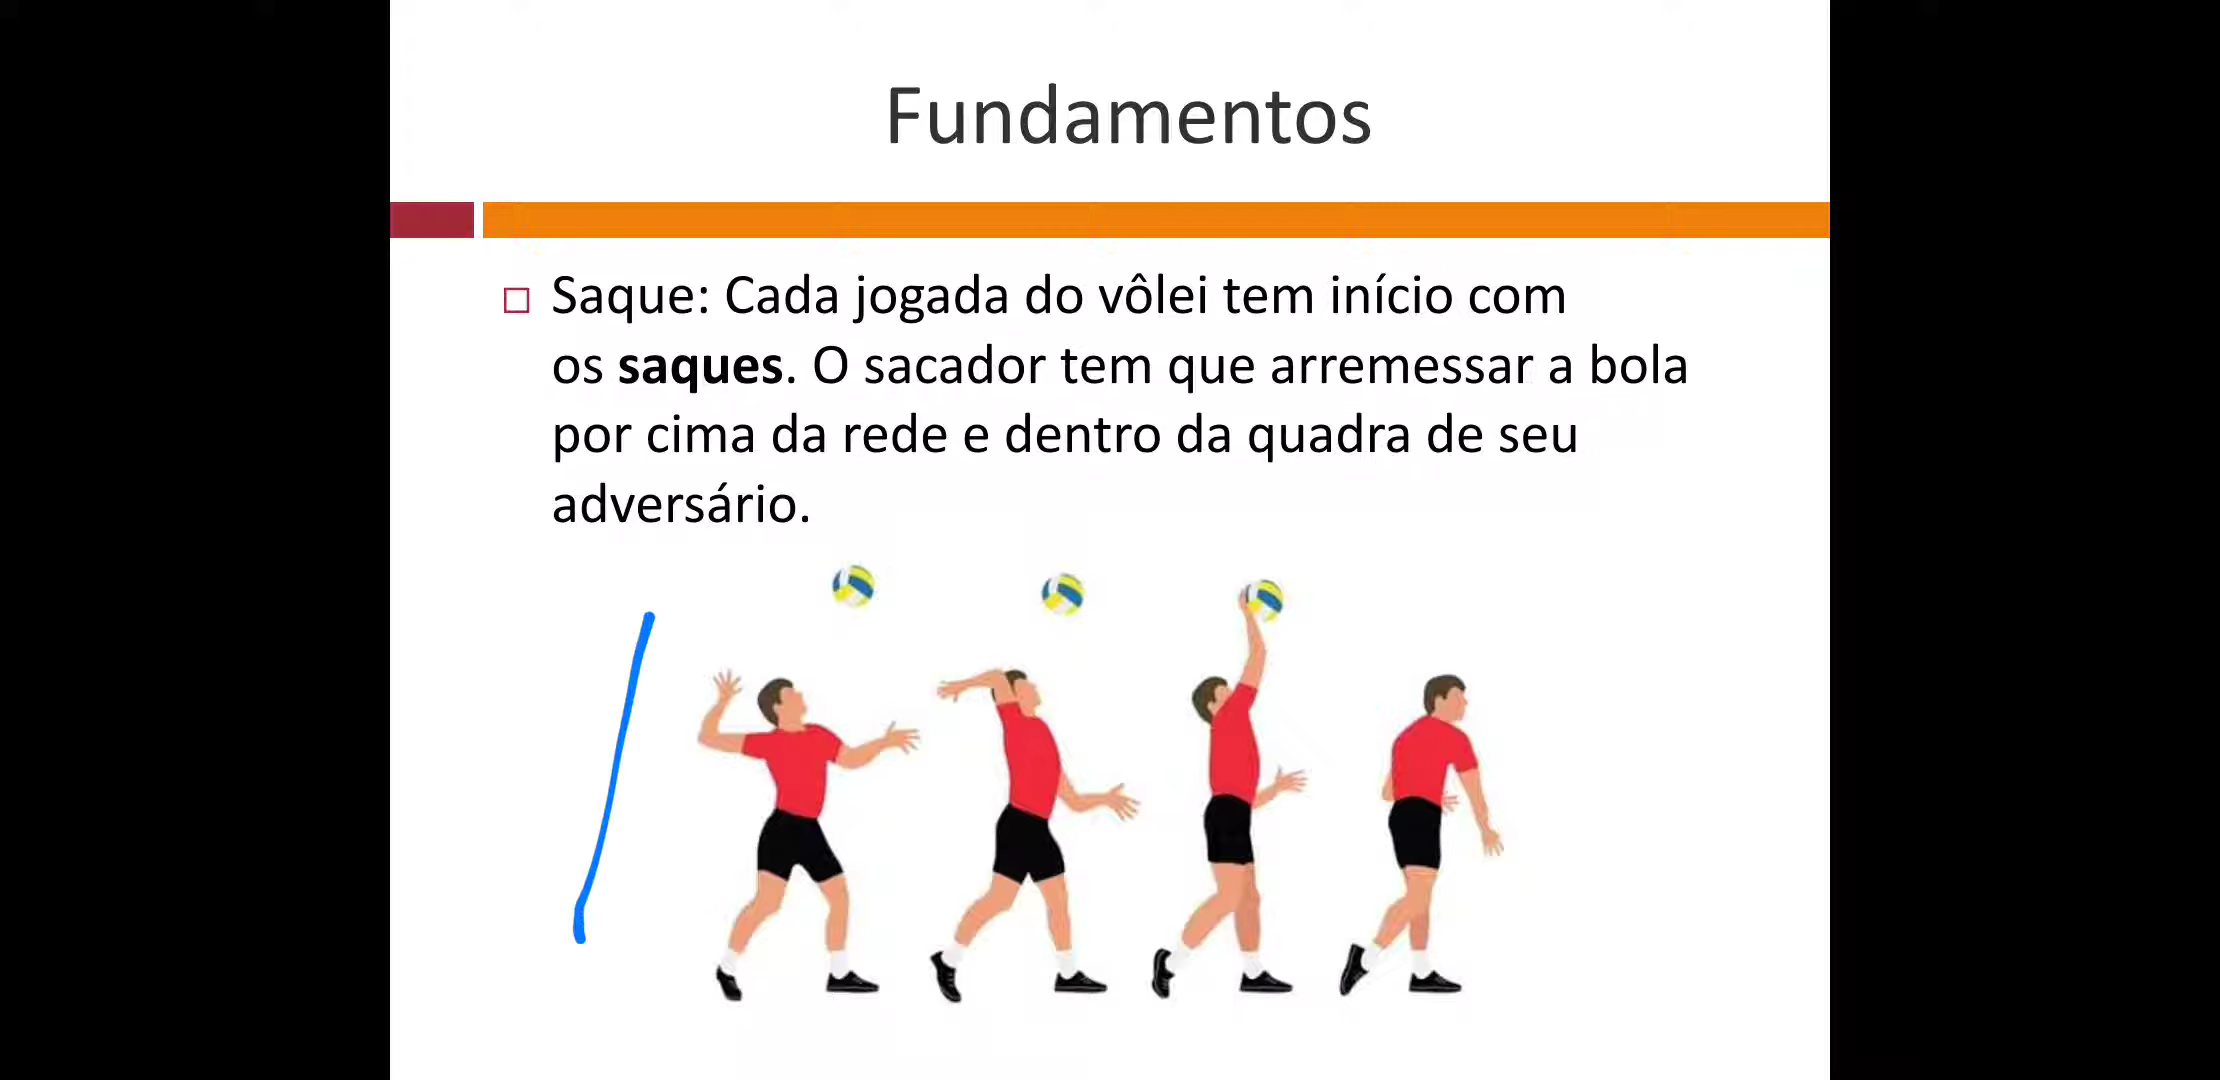 Fundamentos
Saque: Cada jogada do vôlei tem início com
os saques. O sacador tem que arremessar a bola
por cima da rede e dentro da quadra de seu
adversário.